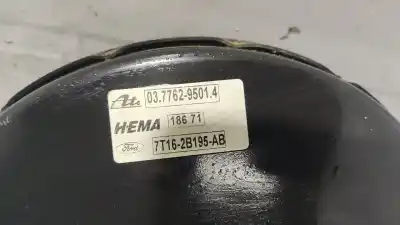 Ate 03.7762-9501.4
HEMA 186 71
Ford 7T16-2B195-AB